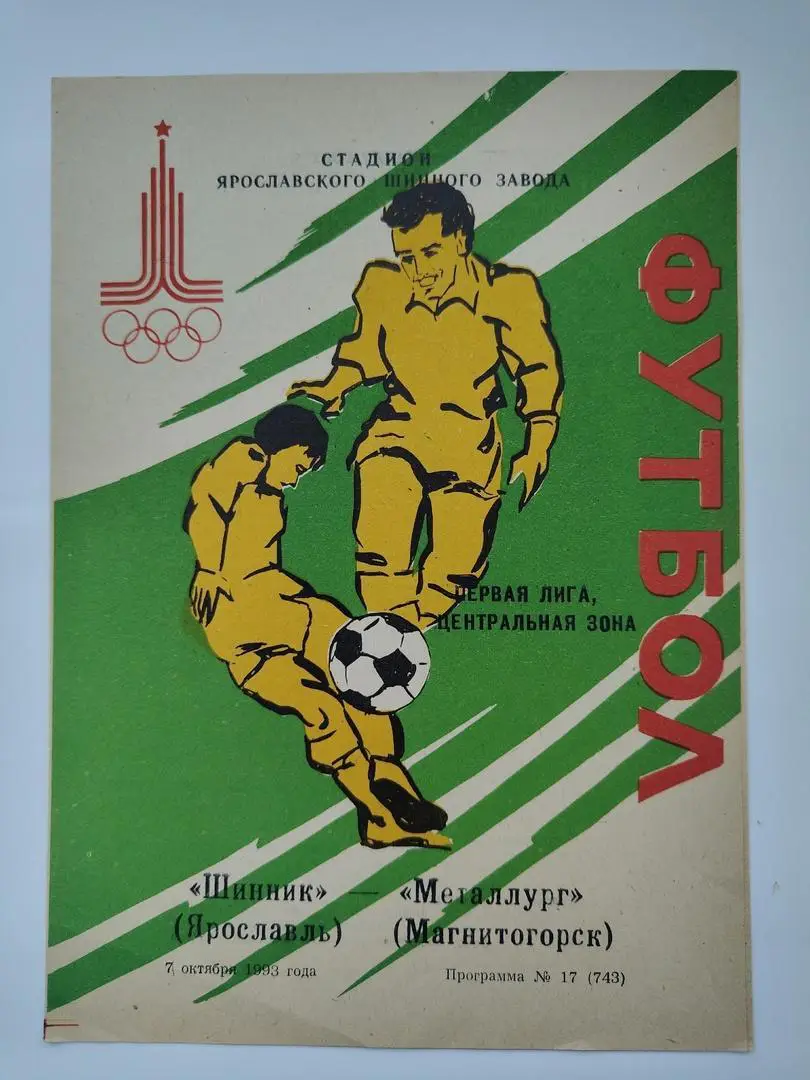 СТАДИОН
ЯРОСЛАВСКОГО ШИННОГО ЗАВОДА
ФУТБОЛ
ПЕРВАЯ ЛИГА,
ЦЕНТРАЛЬНАЯ ЗОНА
«Шинник» — «Металлург»
(Ярославль) (Магнитогорск)
7 октября 1993 года Программа № 17 (743)